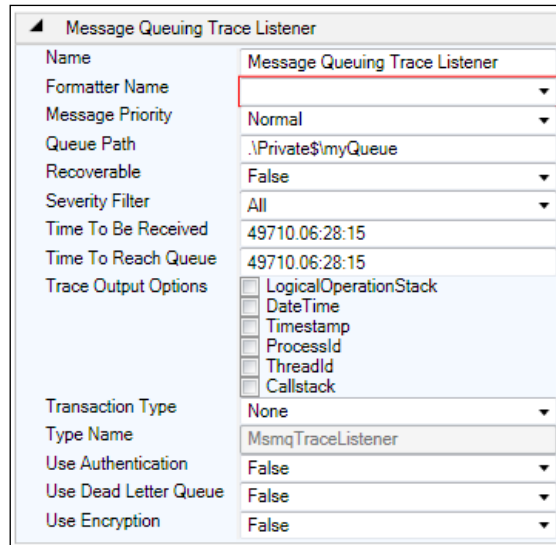 Message Queuing Trace Listener
Name Message Queuing Trace Listener
Formatter Name
Message Priority Normal
Queue Path .\Private$\myQueue
Recoverable False
Severity Filter All
Time To Be Received 49710.06:28:15
Time To Reach Queue 49710.06:28:15
Trace Output Options LogicalOperationStack
DateTime
Timestamp
ProcessId
ThreadId
Callstack
Transaction Type None
Type Name MsmqTraceListener
Use Authentication False
Use Dead Letter Queue False
Use Encryption False